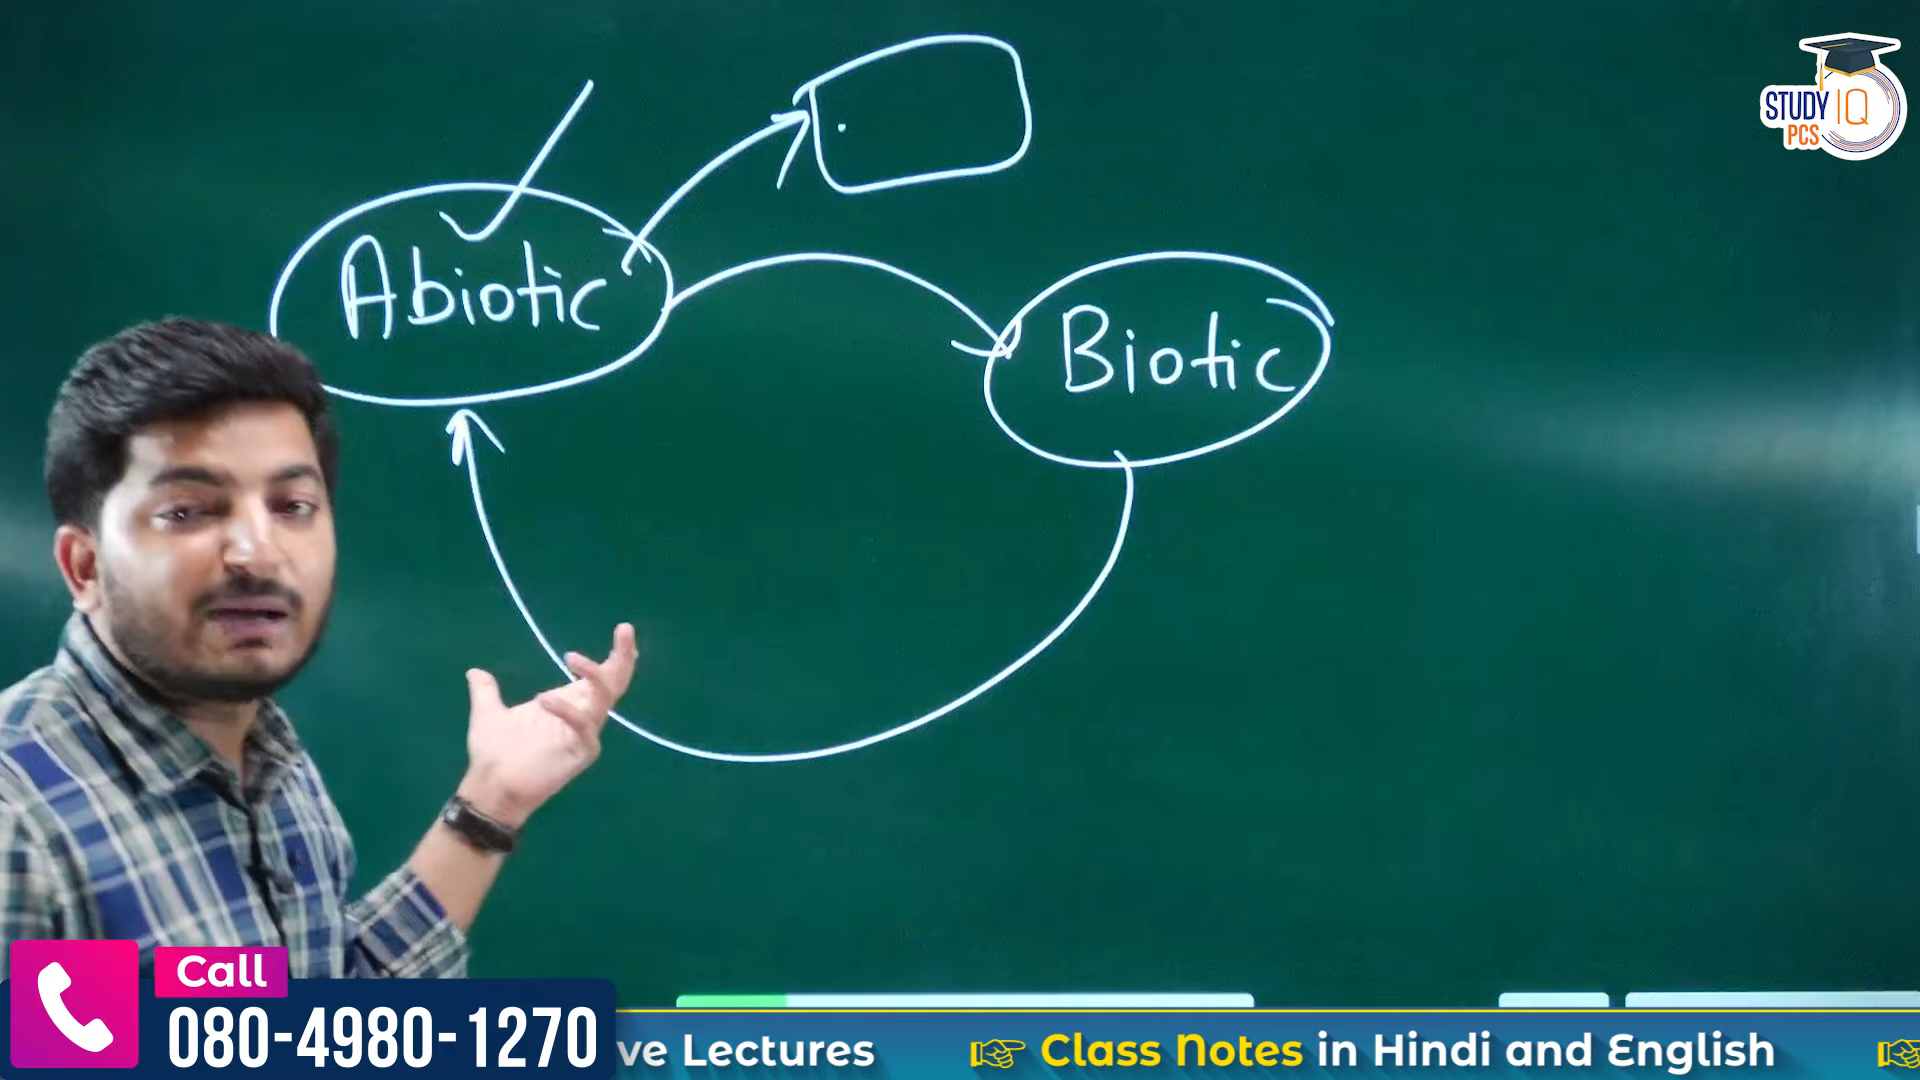 STUDY IQ
PCS
Abiotic
Biotic
Call
080-4980-1270
ve Lectures
Class Notes in Hindi and English